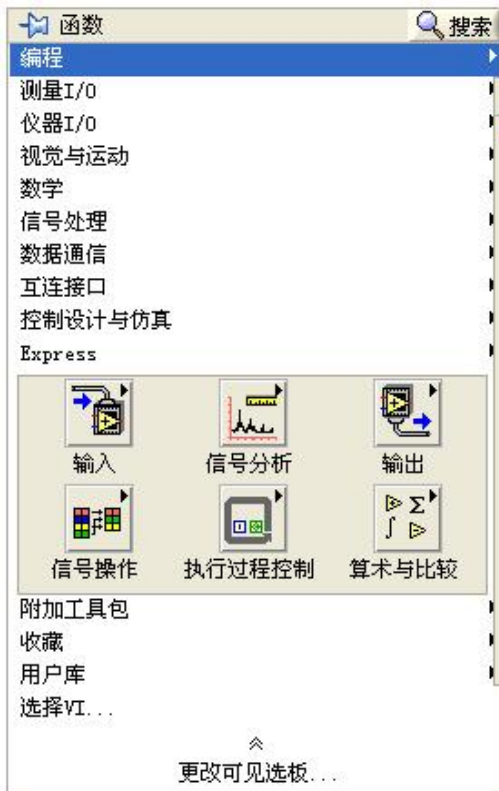 函数 搜索
编程
测量I/O
仪器I/O
视觉与运动
数学
信号处理
数据通信
互连接口
控制设计与仿真
Express
输入 信号分析 输出
信号操作 执行过程控制 算术与比较
附加工具包
收藏
用户库
选择VI...
更改可见选板...